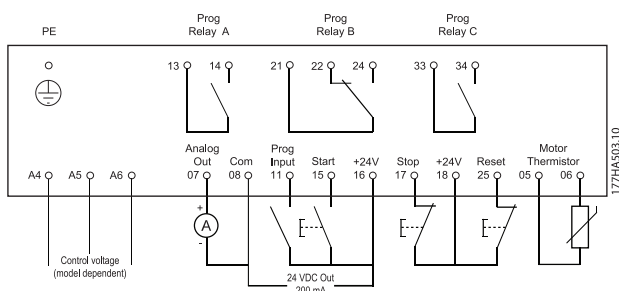 PE
Prog Relay A
Prog Relay B
Prog Relay C
13 14 21 22 24 33 34
Analog Out
Com
Prog Input
Start
+24V
Stop
+24V
Reset
Motor Thermistor
A4 A5 A6 07 08 11 15 16 17 18 25 05 06
+
A
-
Control voltage
(model dependent)
24 VDC Out
200 mA
177HA503.10